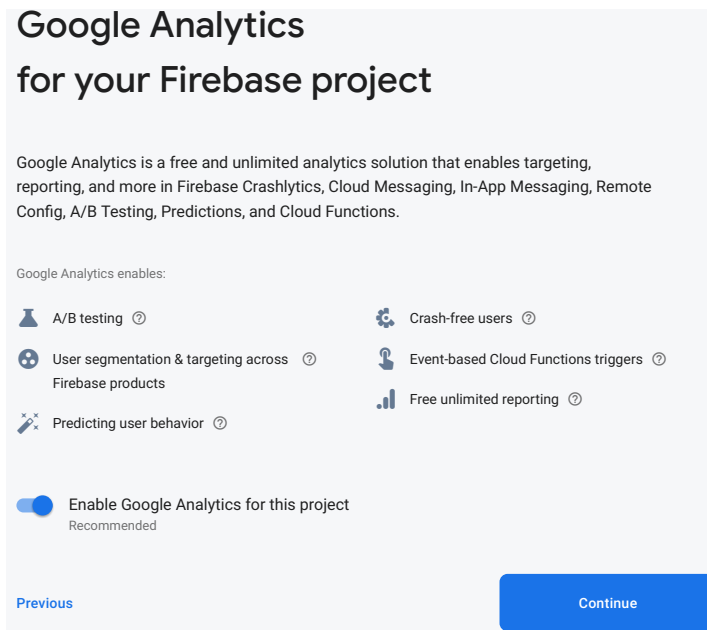 Google Analytics
for your Firebase project
Google Analytics is a free and unlimited analytics solution that enables targeting,
reporting, and more in Firebase Crashlytics, Cloud Messaging, In-App Messaging, Remote
Config, A/B Testing, Predictions, and Cloud Functions.
Google Analytics enables:
A/B testing
User segmentation & targeting across
Firebase products
Predicting user behavior
Crash-free users
Event-based Cloud Functions triggers
Free unlimited reporting
Enable Google Analytics for this project
Recommended
Previous
Continue